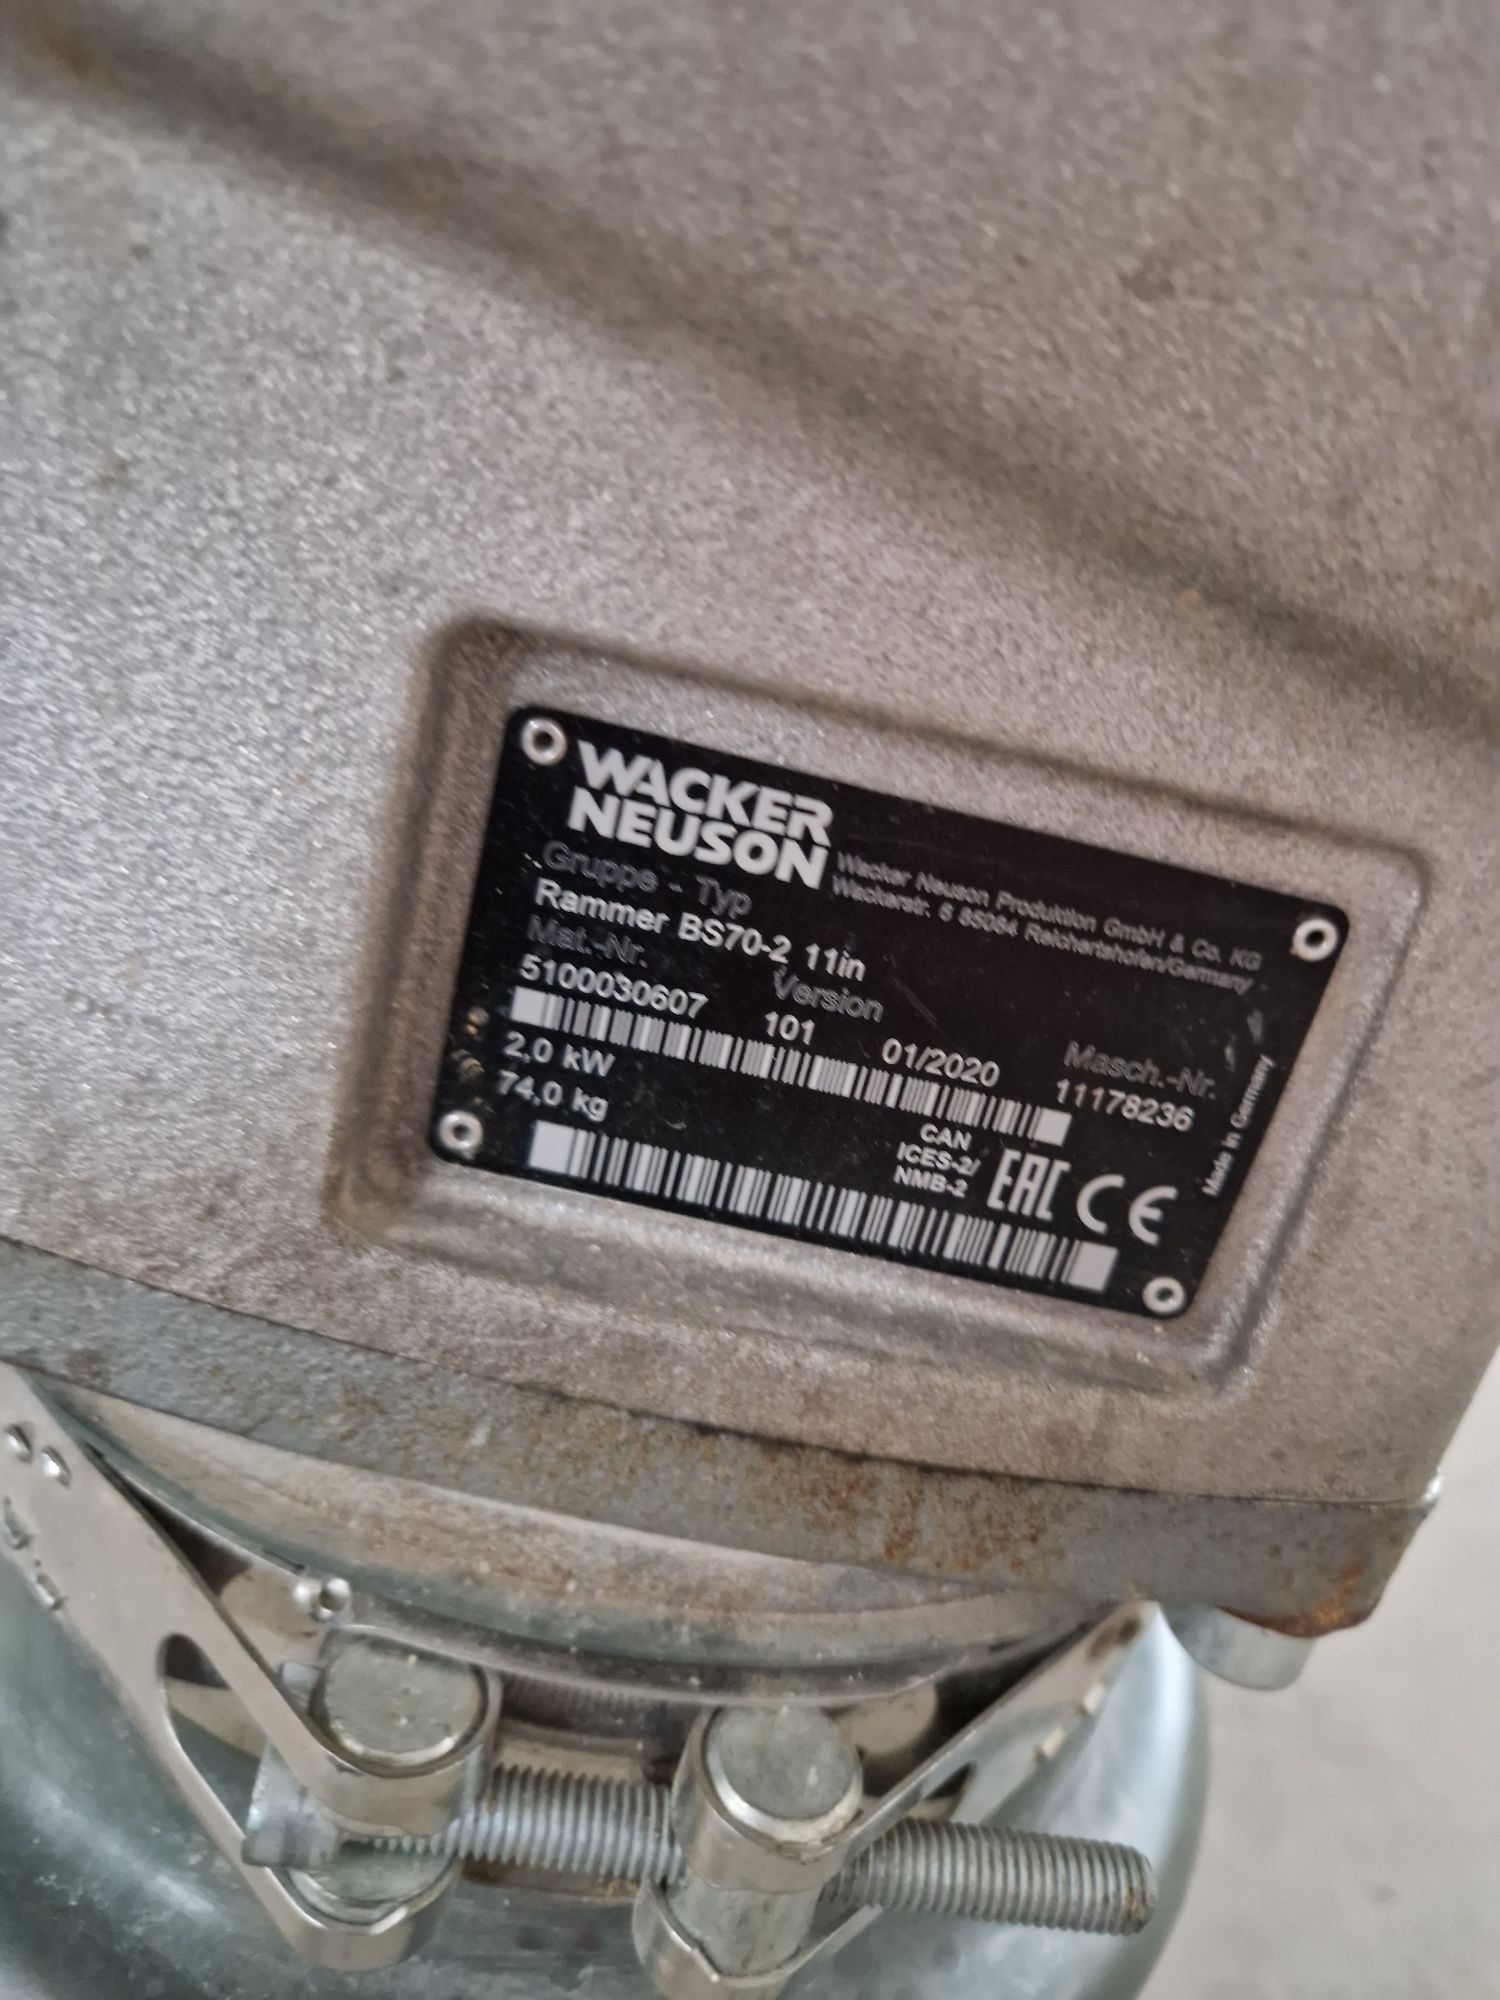 WACKER
NEUSON
Wacker Neuson Produktion GmbH & Co. KG
Wackerstr. 6 85084 Reichertshofen/Germany
Gruppe - Typ
Rammer BS70-2 11in
Mat.-Nr. Version Masch.-Nr.
5100030607 101 01/2020 11178236
2,0 kW
74,0 kg
CAN
ICES-2/
NMB-2
EAC CE
Made in Germany